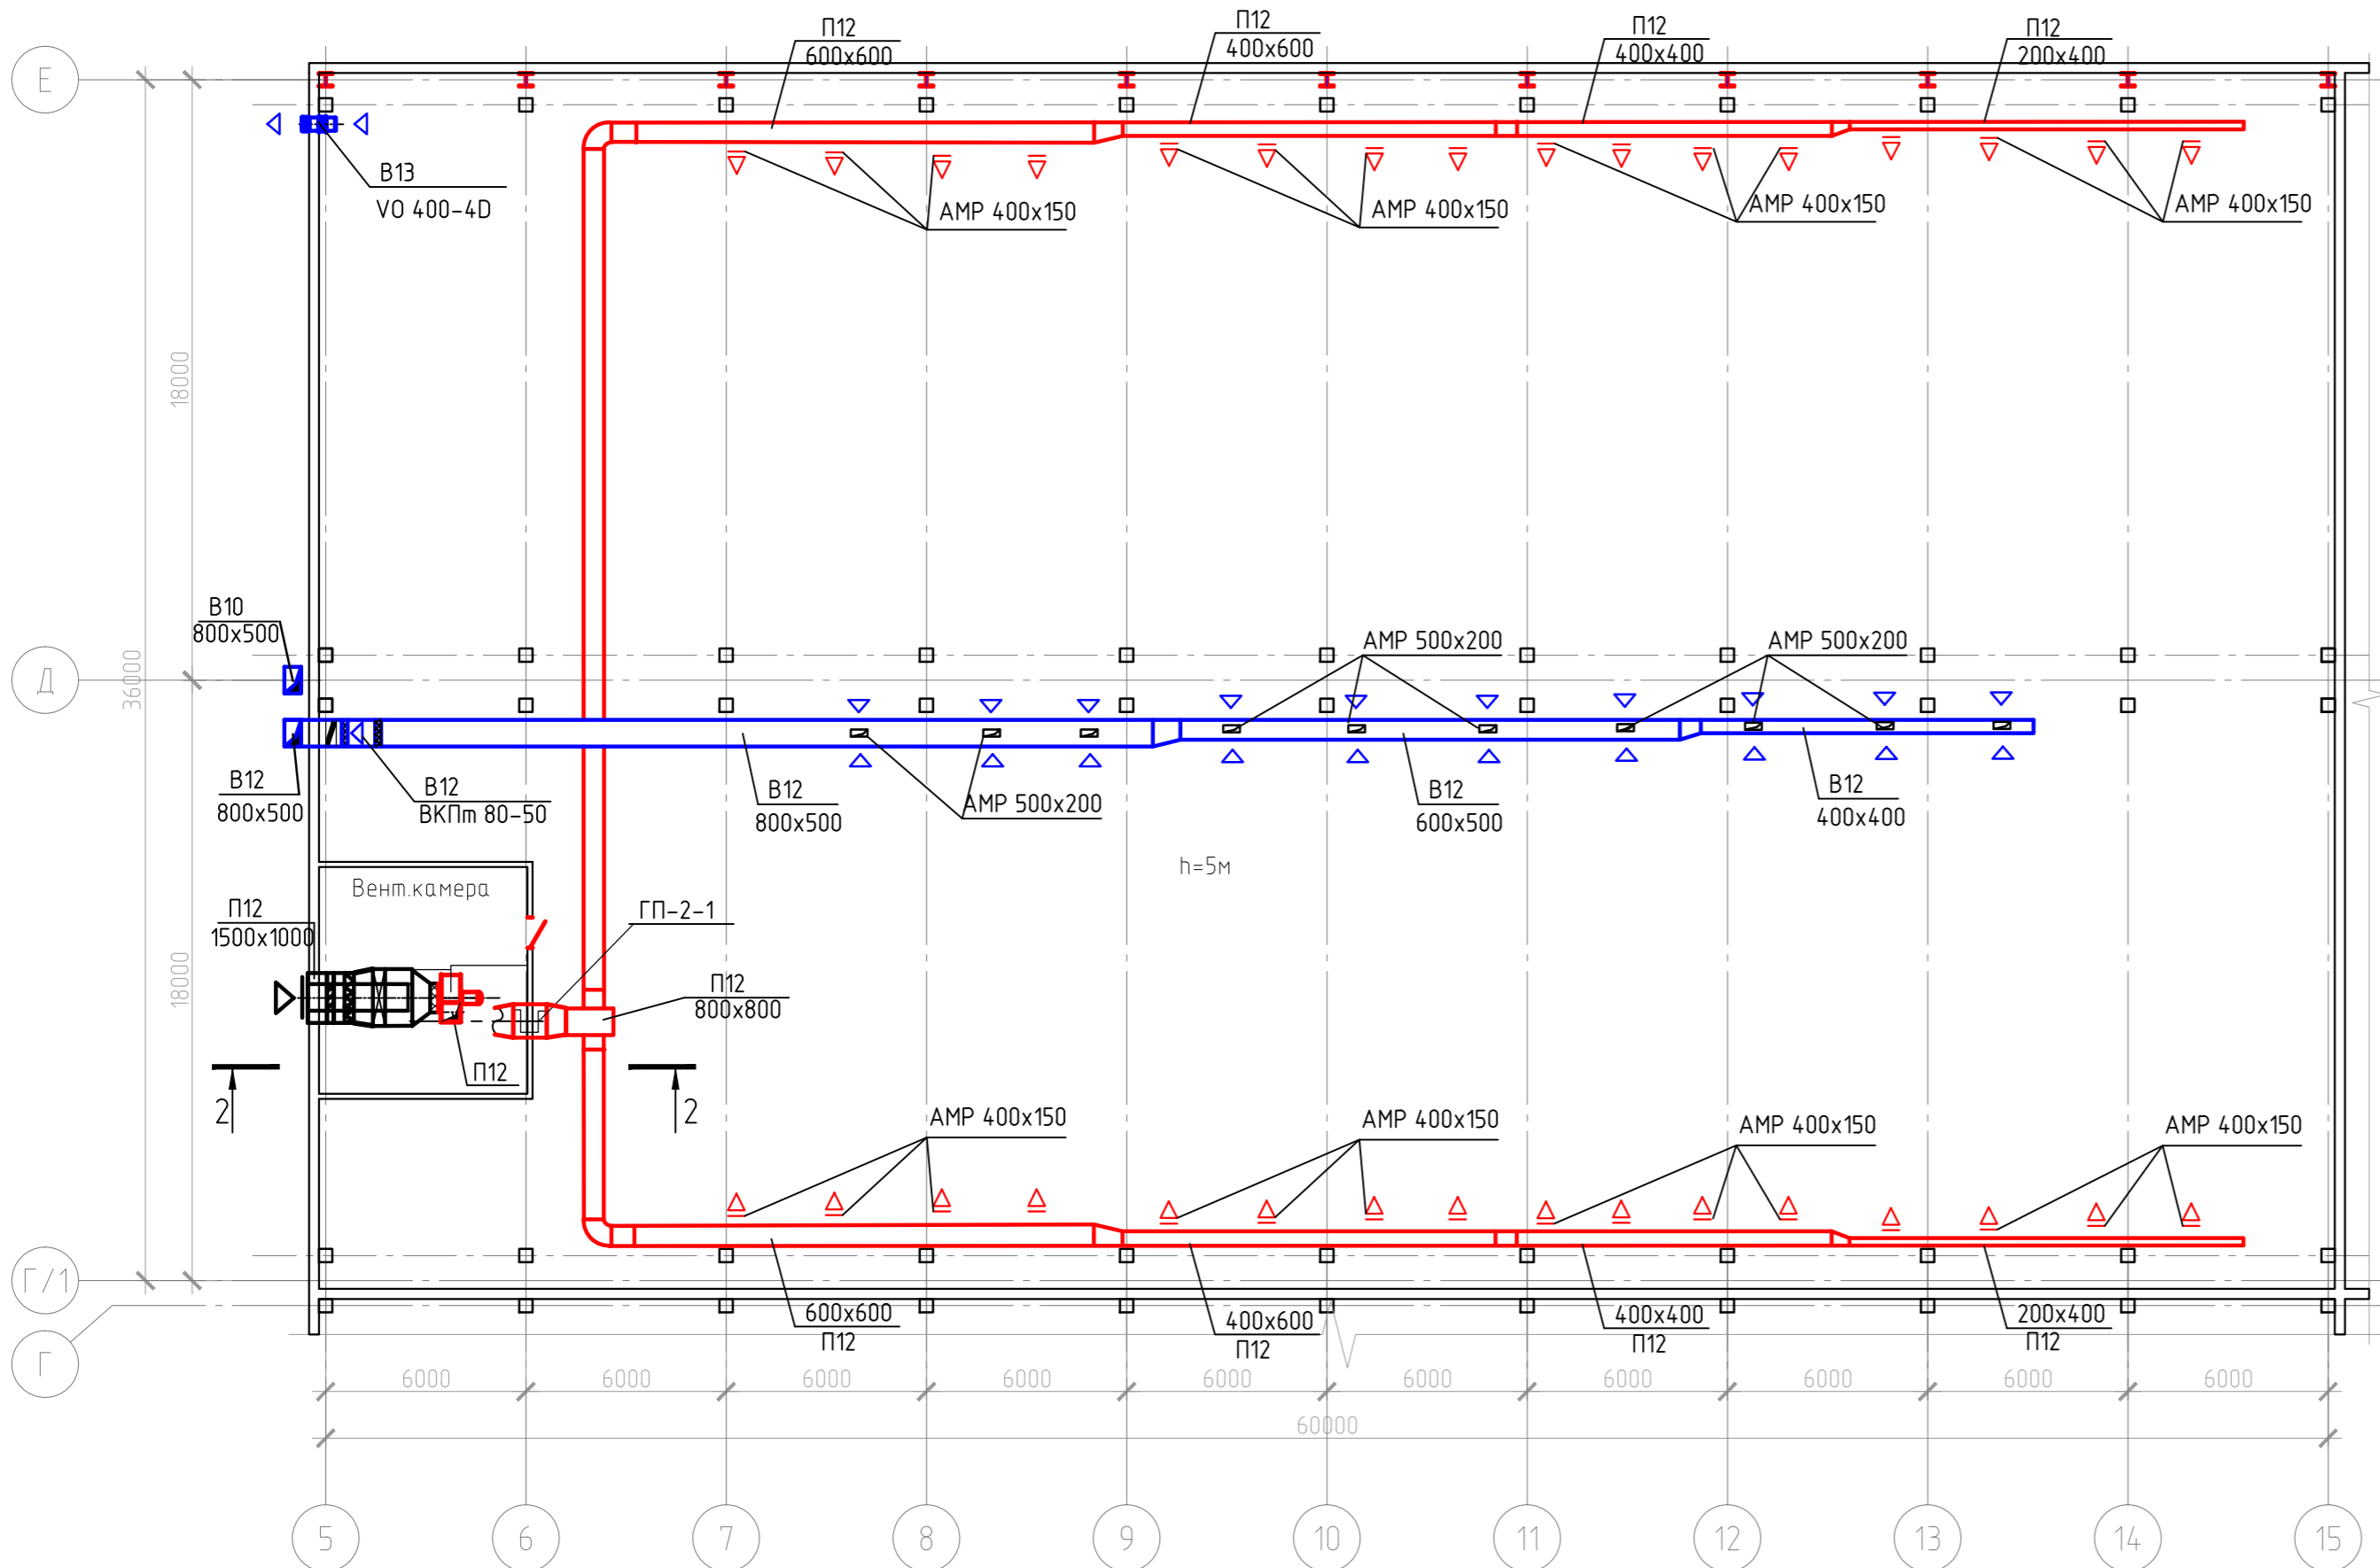 П12
600х600
П12
400х600
П12
400х400
П12
200х400
Е
В13
VO 400-4D
АМР 400х150
АМР 400х150
АМР 400х150
АМР 400х150
18000
36000
В10
800х500
Д
АМР 500х200
АМР 500х200
В12
800х500
В12
ВКПт 80-50
В12
800х500
АМР 500х200
В12
600х500
В12
400х400
h=5м
Вент.камера
П12
1500х1000
ГП-2-1
18000
П12
800х800
П12
2
2
АМР 400х150
АМР 400х150
АМР 400х150
АМР 400х150
Г/1
600х600
П12
400х600
П12
400х400
П12
200х400
П12
Г
6000
6000
6000
6000
6000
6000
6000
6000
6000
6000
60000
5
6
7
8
9
10
11
12
13
14
15